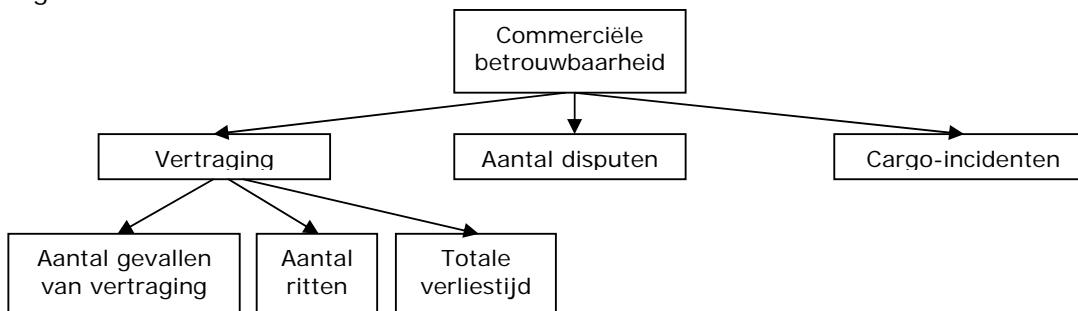 Commerciële
betrouwbaarheid
Vertraging
Aantal disputen
Cargo-incidenten
Aantal gevallen
van vertraging
Aantal
ritten
Totale
verliestijd